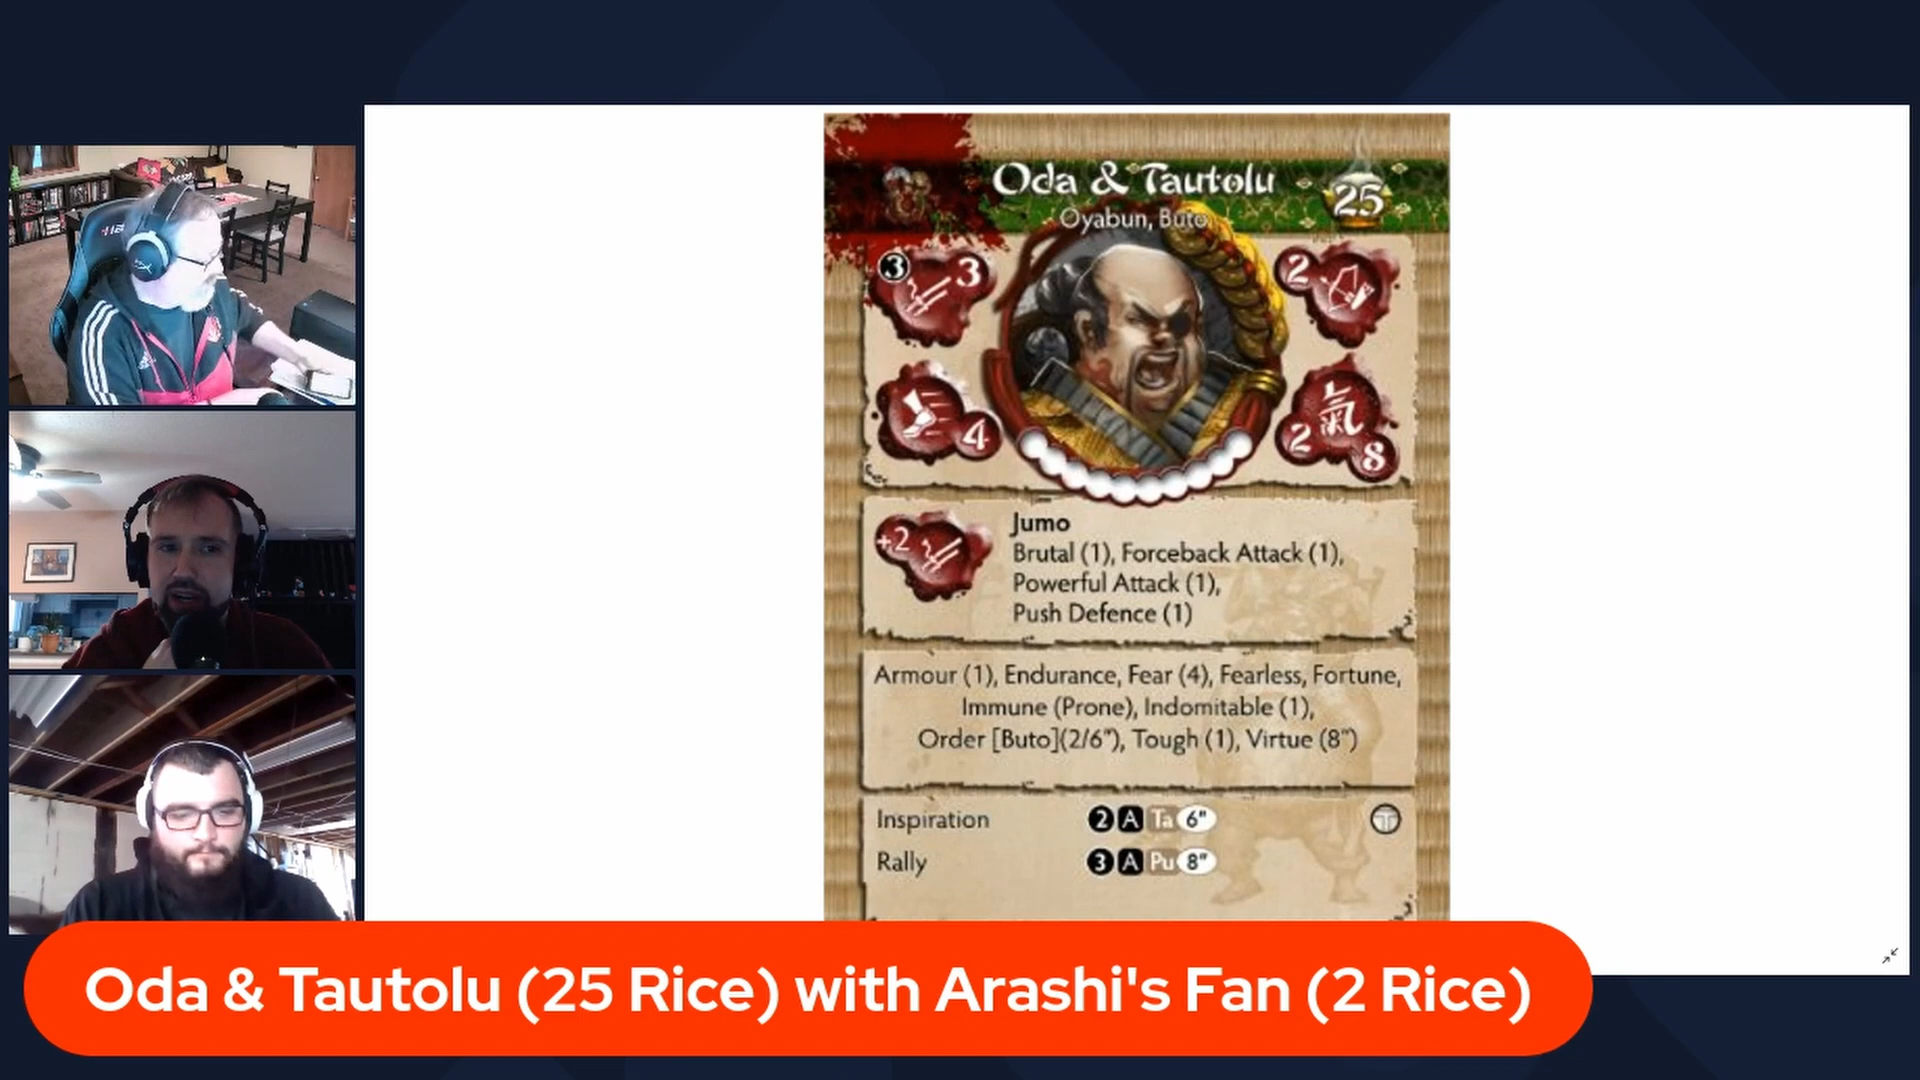 Oda & Tautolu
25
Oyabun, Buto
3 3
2
4
2 氣 8
+2
Jumo
Brutal (1), Forceback Attack (1),
Powerful Attack (1),
Push Defence (1)
Armour (1), Endurance, Fear (4), Fearless, Fortune,
Immune (Prone), Indomitable (1),
Order [Buto](2/6"), Tough (1), Virtue (8")
Inspiration 2 A Ta 6"
Rally 3 A Pu 8"
Oda & Tautolu (25 Rice) with Arashi's Fan (2 Rice)